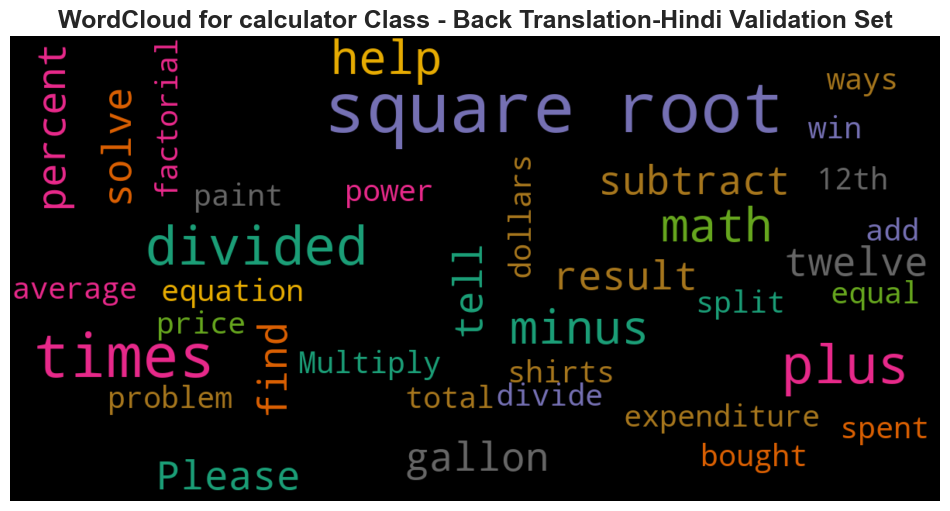 WordCloud for calculator Class - Back Translation-Hindi Validation Set
help
square root
ways
win
percent
solve
factorial
paint
power
dollars
subtract
12th
math
add
divided
tell
result
twelve
average
equation
split
equal
price
times
find
Multiply
minus
shirts
plus
problem
total
divide
expenditure
spent
gallon
bought
Please